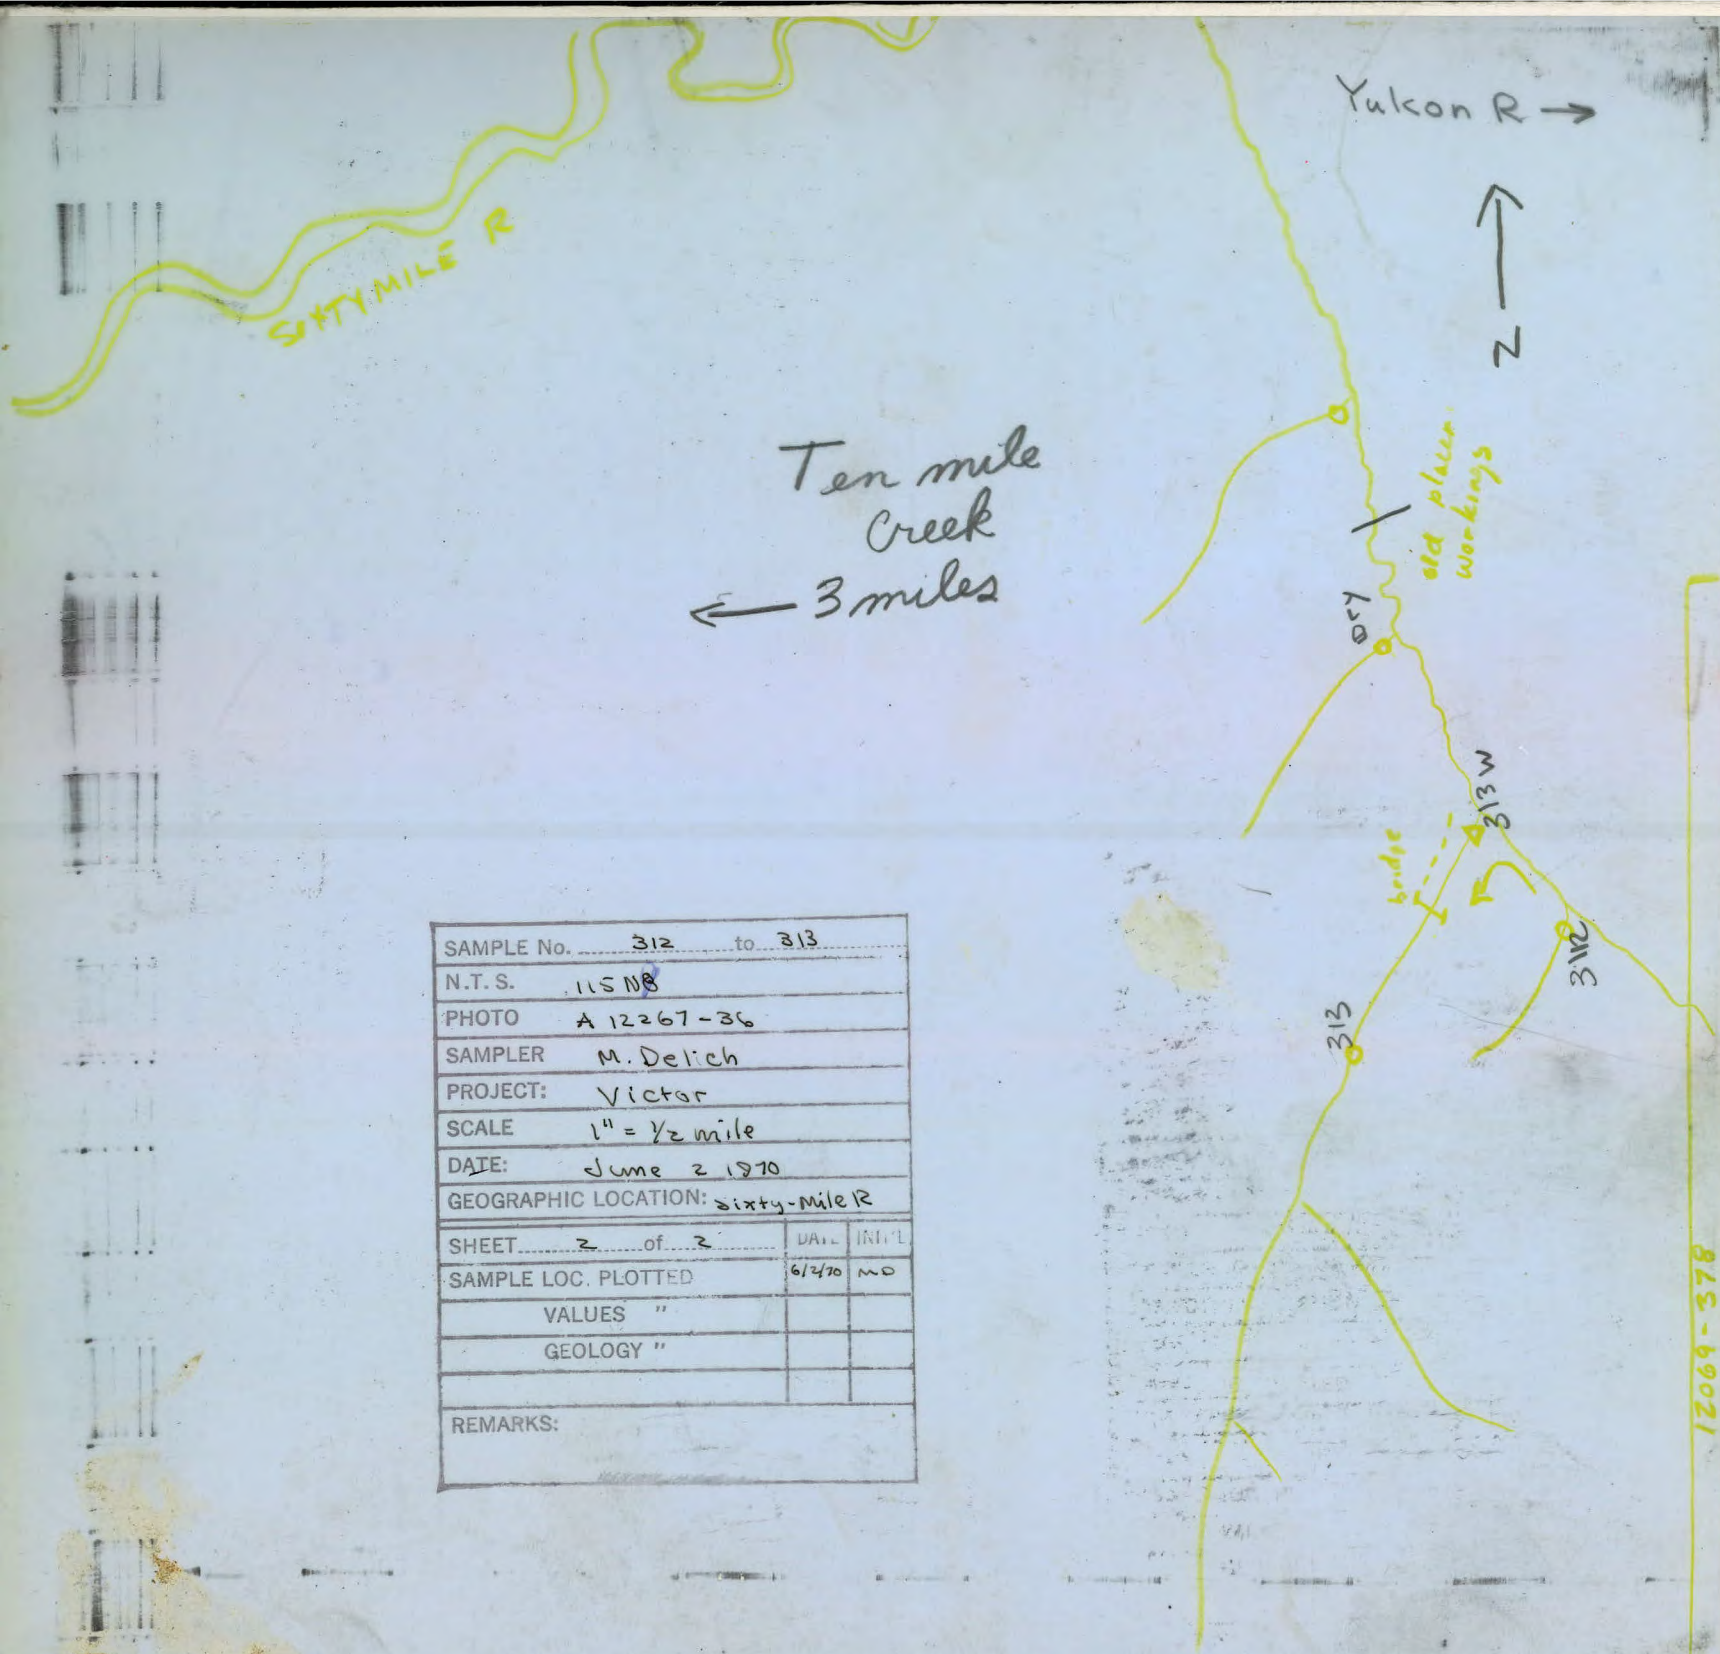 Yukon R →
N
SIXTY MILE R
Ten mile
Creek
← 3 miles
old placer
workings
Dry
313 W
bridge
312
313
SAMPLE No. 312 to 313
N.T.S. 115 N8
PHOTO A 12267-36
SAMPLER M. Delich
PROJECT: Victor
SCALE 1" = 1/2 mile
DATE: June 2 1970
GEOGRAPHIC LOCATION: Sixty-Mile R
SHEET 2 of 2 DATE INIT'L
SAMPLE LOC. PLOTTED 6/2/70 MD
VALUES "
GEOLOGY "
REMARKS:
12069-378